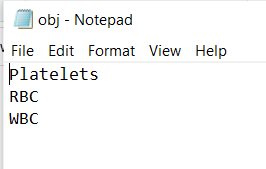 obj - Notepad
File Edit Format View Help
Platelets
RBC
WBC